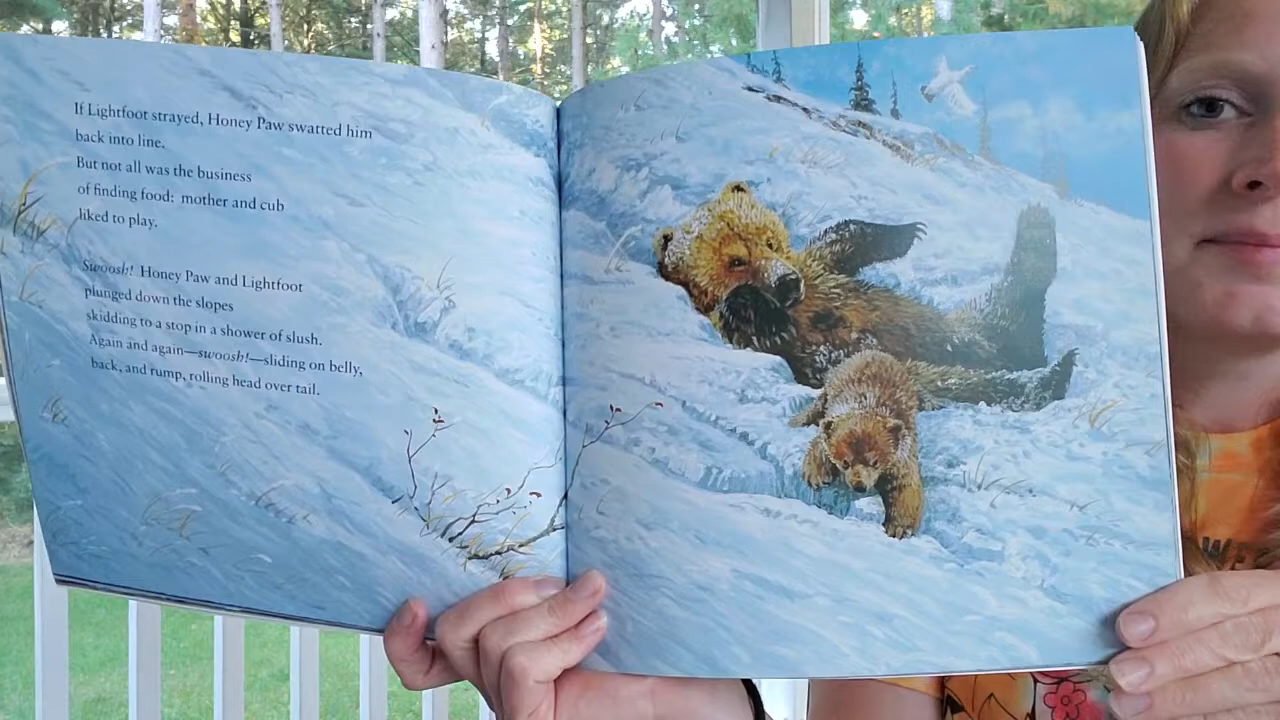 If Lightfoot strayed, Honey Paw swatted him
back into line.
But not all was the business
of finding food: mother and cub
liked to play.
Swoosh! Honey Paw and Lightfoot
plunged down the slopes
skidding to a stop in a shower of slush.
Again and again—swoosh!—sliding on belly,
back, and rump, rolling head over tail.